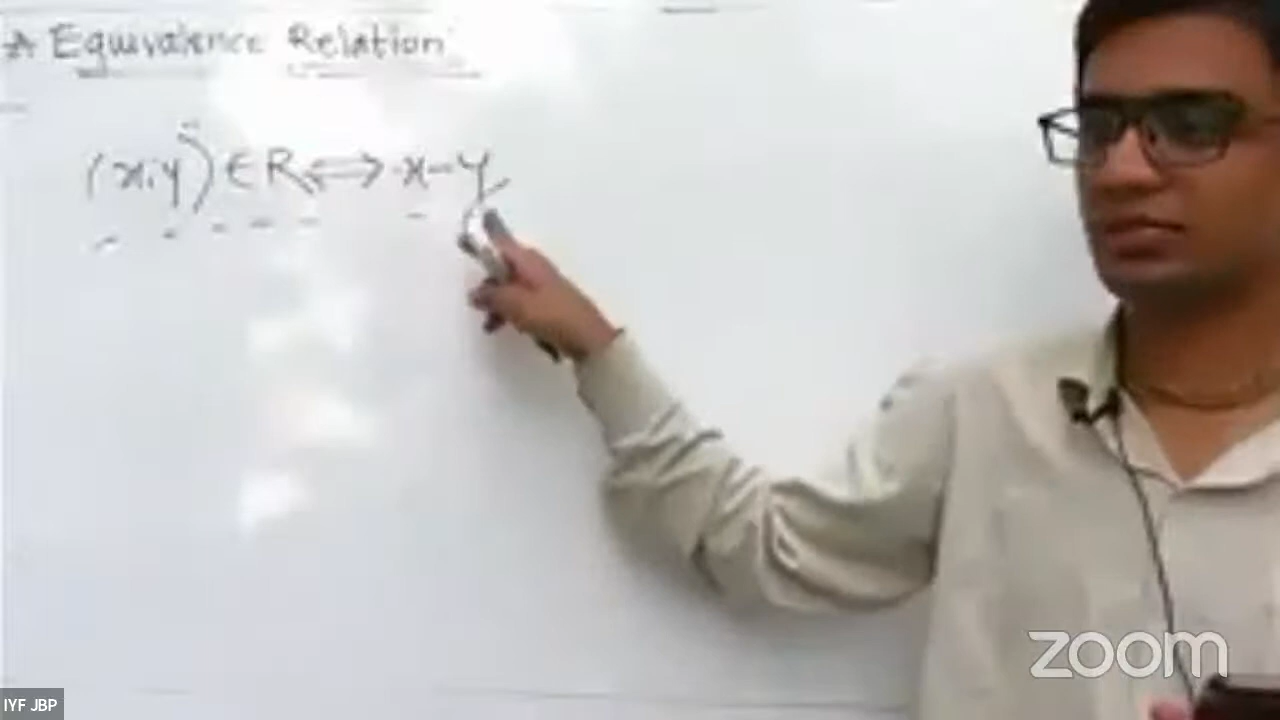 Equivalence Relation
(x,y) ∈ R ⟺ x-y
zoom
IYF JBP